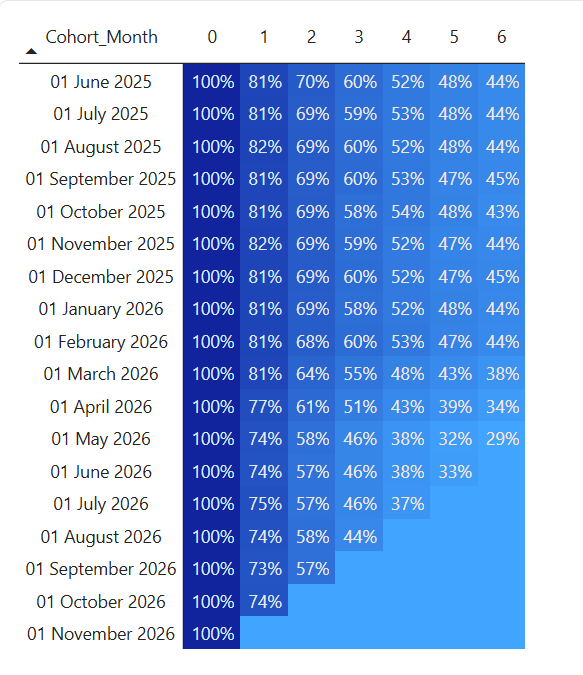 Cohort_Month 0 1 2 3 4 5 6
01 June 2025 100% 81% 70% 60% 52% 48% 44%
01 July 2025 100% 81% 69% 59% 53% 48% 44%
01 August 2025 100% 82% 69% 60% 52% 48% 44%
01 September 2025 100% 81% 69% 60% 53% 47% 45%
01 October 2025 100% 81% 69% 58% 54% 48% 43%
01 November 2025 100% 82% 69% 59% 52% 47% 44%
01 December 2025 100% 81% 69% 60% 52% 47% 45%
01 January 2026 100% 81% 69% 58% 52% 48% 44%
01 February 2026 100% 81% 68% 60% 53% 47% 44%
01 March 2026 100% 81% 64% 55% 48% 43% 38%
01 April 2026 100% 77% 61% 51% 43% 39% 34%
01 May 2026 100% 74% 58% 46% 38% 32% 29%
01 June 2026 100% 74% 57% 46% 38% 33%
01 July 2026 100% 75% 57% 46% 37%
01 August 2026 100% 74% 58% 44%
01 September 2026 100% 73% 57%
01 October 2026 100% 74%
01 November 2026 100%